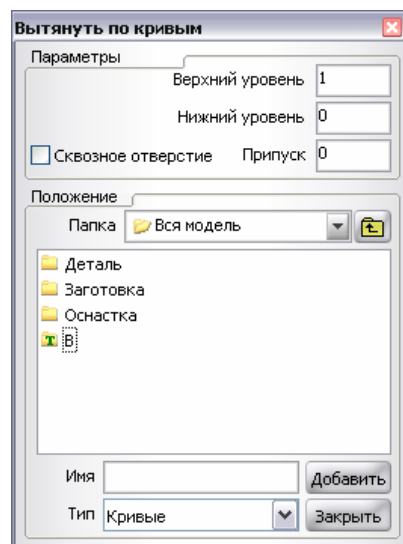 Вытянуть по кривым
Параметры
Верхний уровень 1
Нижний уровень 0
Сквозное отверстие Припуск 0
Положение
Папка Вся модель
Деталь
Заготовка
Оснастка
T В
Имя Добавить
Тип Кривые Закрыть